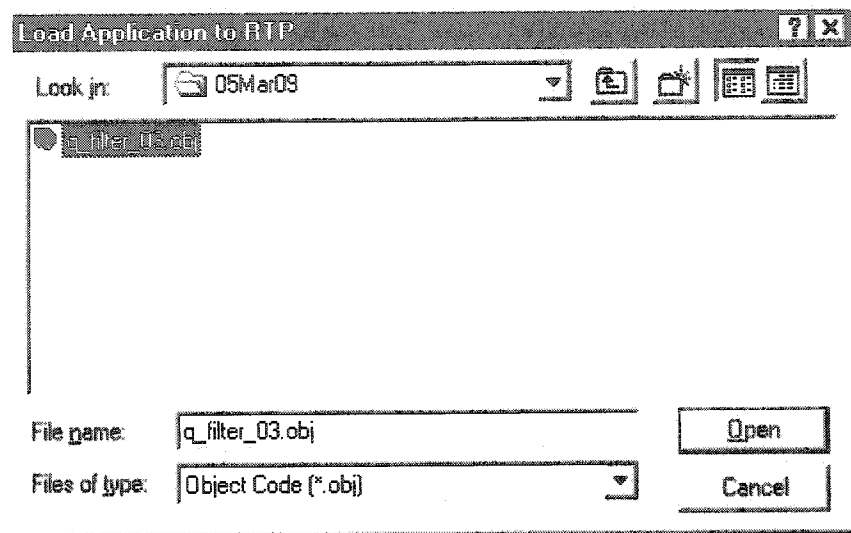 Load Application to RTP ? X
Look in: 05Mar09
q_filter_03.obj
File name: q_filter_03.obj Open
Files of type: Object Code (*.obj) Cancel